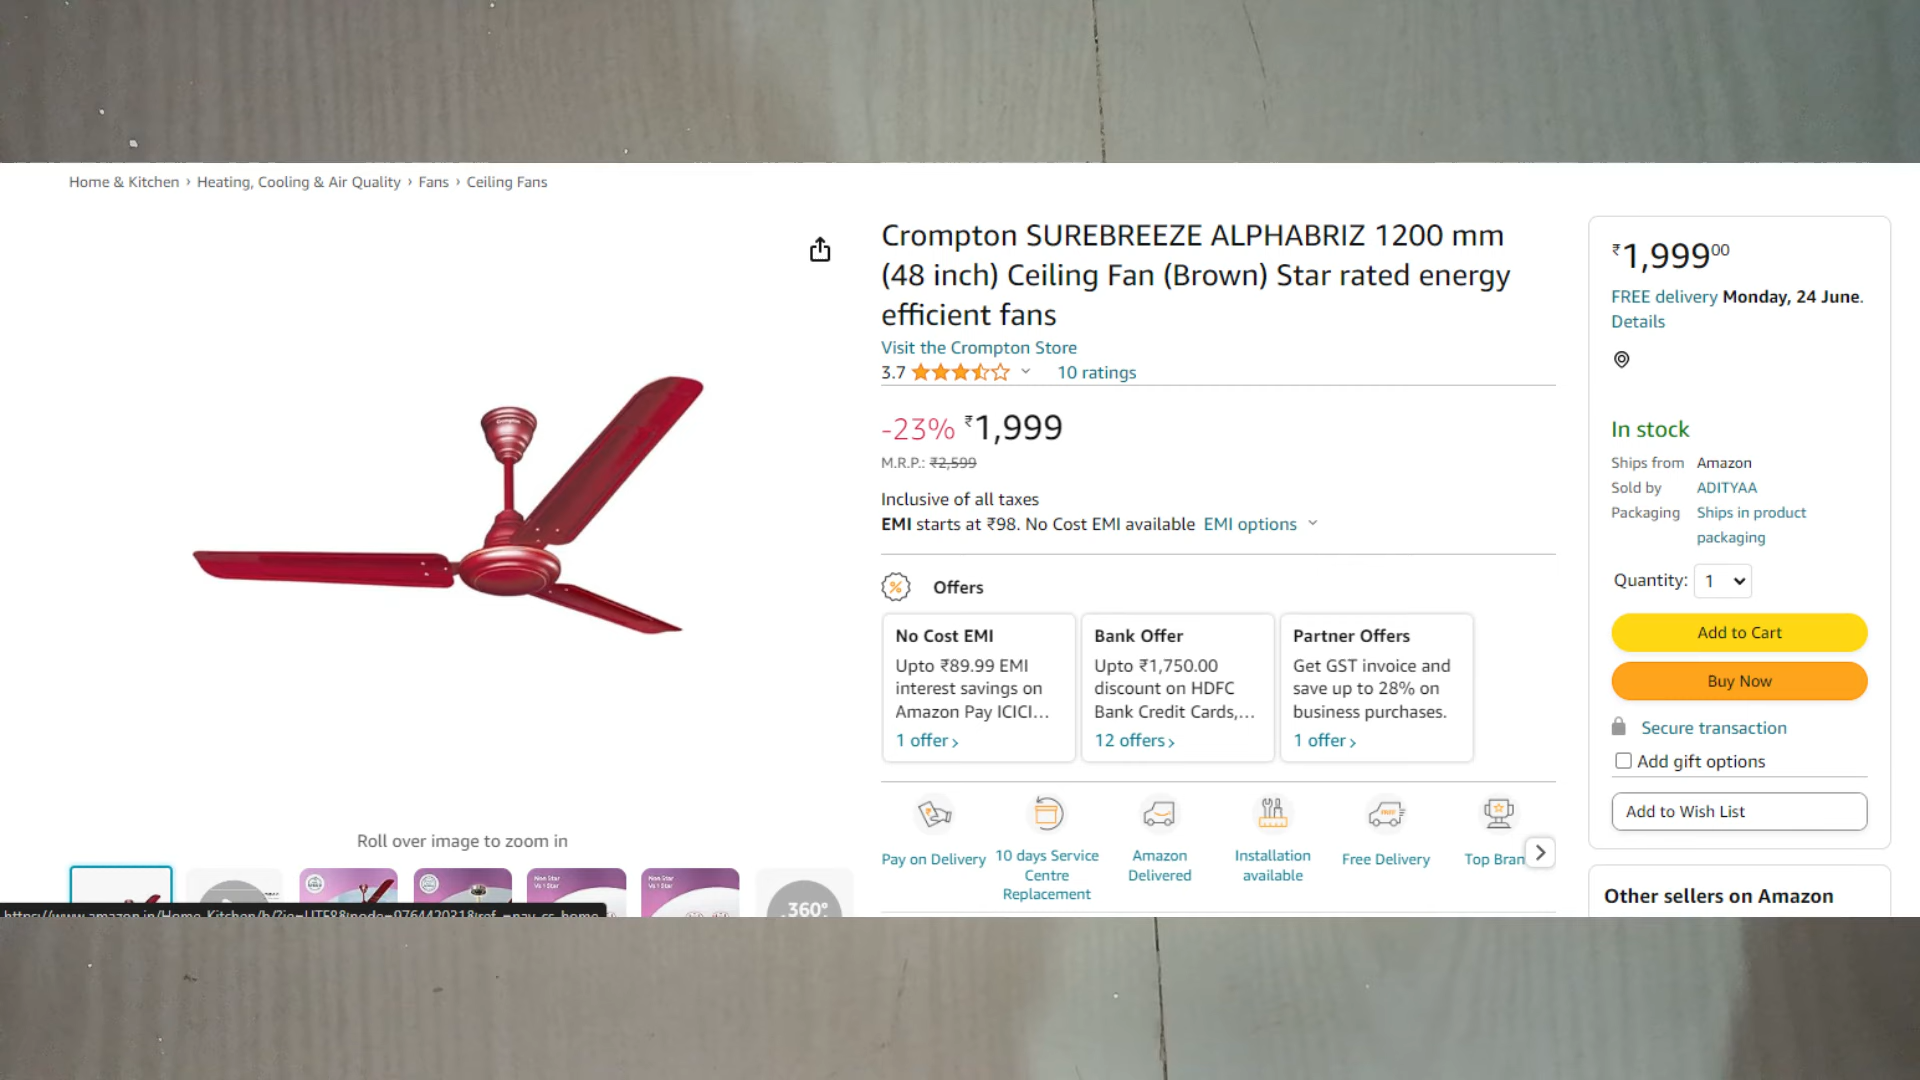 Home & Kitchen › Heating, Cooling & Air Quality › Fans › Ceiling Fans
Crompton
Roll over image to zoom in
360°
Crompton SUREBREEZE ALPHABRIZ 1200 mm
(48 inch) Ceiling Fan (Brown) Star rated energy
efficient fans
Visit the Crompton Store
3.7 10 ratings
-23% ₹1,999
M.R.P.: ₹2,599
Inclusive of all taxes
EMI starts at ₹98. No Cost EMI available EMI options
% Offers
No Cost EMI
Upto ₹89.99 EMI
interest savings on
Amazon Pay ICICI...
1 offer ›
Bank Offer
Upto ₹1,750.00
discount on HDFC
Bank Credit Cards,...
12 offers ›
Partner Offers
Get GST invoice and
save up to 28% on
business purchases.
1 offer ›
Pay on Delivery
10 days Service
Centre
Replacement
Amazon
Delivered
Installation
available
FREE
Free Delivery
Top Bran
₹1,999 00
FREE delivery Monday, 24 June.
Details
In stock
Ships from Amazon
Sold by ADITYAA
Packaging Ships in product
packaging
Quantity: 1
Add to Cart
Buy Now
Secure transaction
Add gift options
Add to Wish List
Other sellers on Amazon